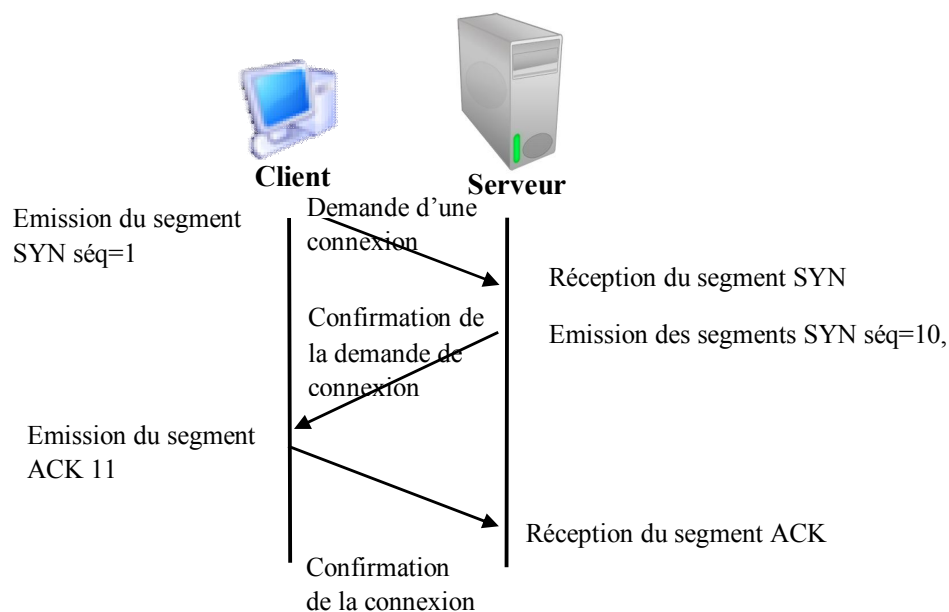 Client
Serveur
Emission du segment
SYN séq=1
Demande d'une
connexion
Réception du segment SYN
Confirmation de
la demande de
connexion
Emission des segments SYN séq=10,
Emission du segment
ACK 11
Réception du segment ACK
Confirmation
de la connexion